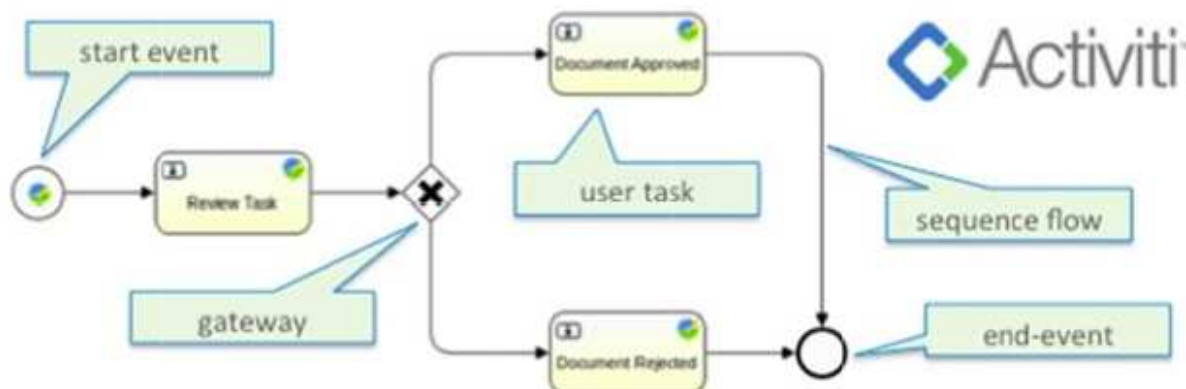 start event
Document Approved
Activiti
Review Task
user task
sequence flow
gateway
end-event
Document Rejected